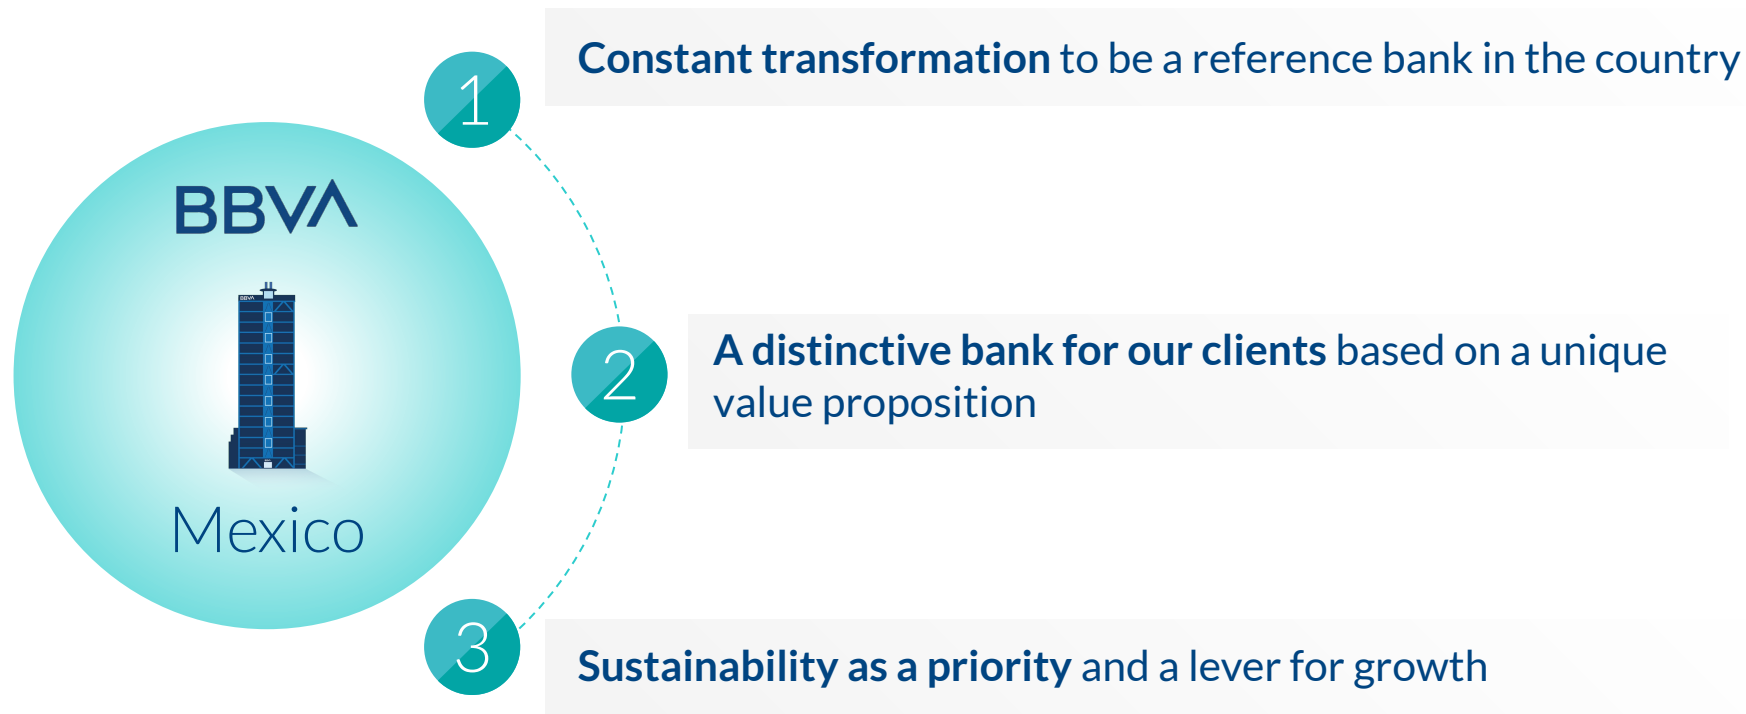 BBVA
BBVA
Mexico
1
Constant transformation to be a reference bank in the country
2
A distinctive bank for our clients based on a unique
value proposition
3
Sustainability as a priority and a lever for growth